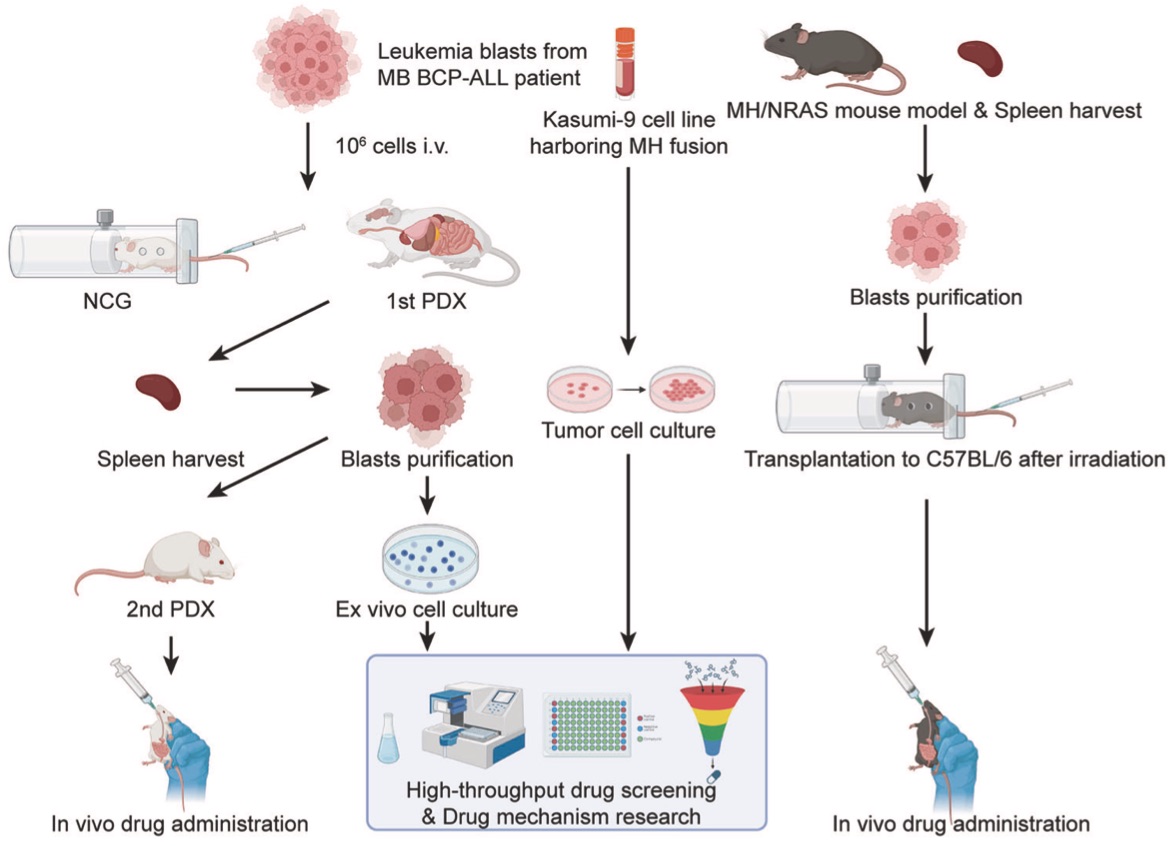 Leukemia blasts from
MB BCP-ALL patient
10⁶ cells i.v.
NCG
1st PDX
Spleen harvest
Blasts purification
2nd PDX
Ex vivo cell culture
In vivo drug administration
Kasumi-9 cell line
harboring MH fusion
Tumor cell culture
High-throughput drug screening
& Drug mechanism research
MH/NRAS mouse model & Spleen harvest
Blasts purification
Transplantation to C57BL/6 after irradiation
In vivo drug administration